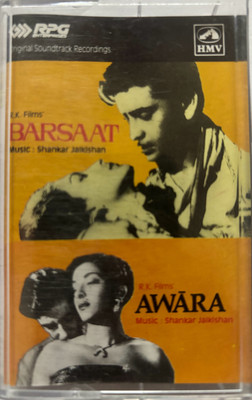 RPG
HMV
Original Soundtrack Recordings
R.K. Films'
BARSAAT
Music : Shankar Jaikishan
R.K. Films'
AWĀRA
Music : Shankar Jaikishan